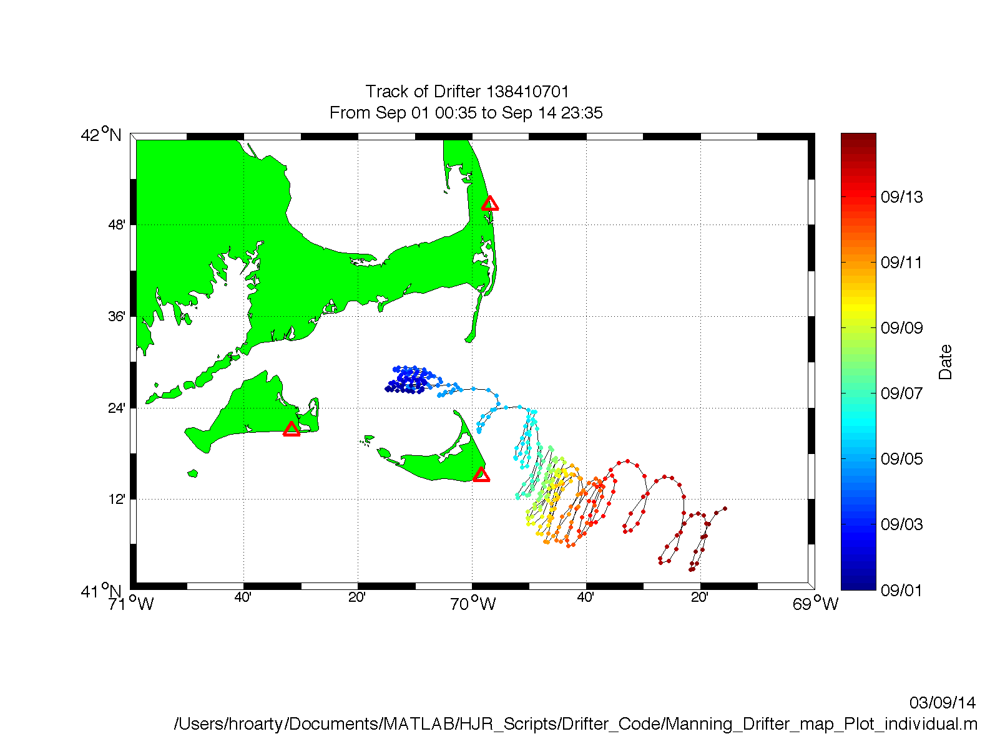 Track of Drifter 138410701
From Sep 01 00:35 to Sep 14 23:35
42°N
48'
36'
24'
12'
41°N
71°W
40'
20'
70°W
40'
20'
69°W
09/13
09/11
09/09
09/07
09/05
09/03
09/01
Date
03/09/14
/Users/hroarty/Documents/MATLAB/HJR_Scripts/Drifter_Code/Manning_Drifter_map_Plot_individual.m